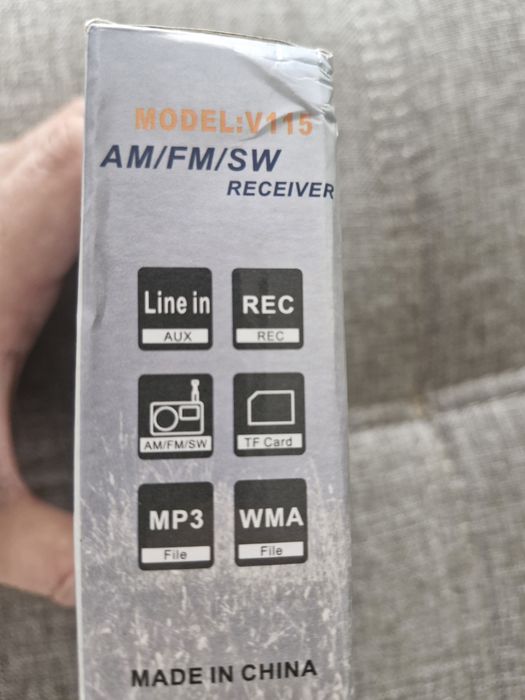 MODEL:V115
AM/FM/SW
RECEIVER
Line in
AUX
REC
REC
AM/FM/SW
TF Card
MP3
File
WMA
File
MADE IN CHINA